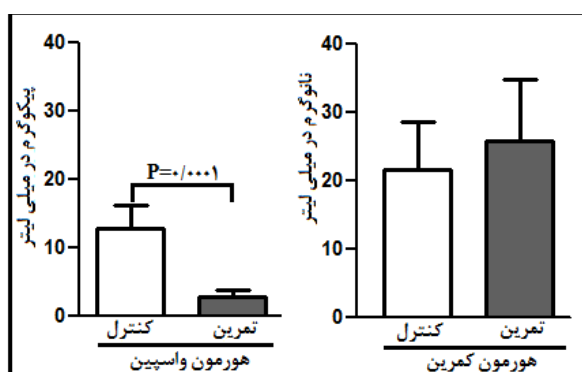 پیکوگرم در میلی لیتر
40
30
20
10
0
P=۰/۰۰۰۱
کنترل
تمرین
هورمون واسپین
نانوگرم در میلی لیتر
40
30
20
10
0
کنترل
تمرین
هورمون کمرین